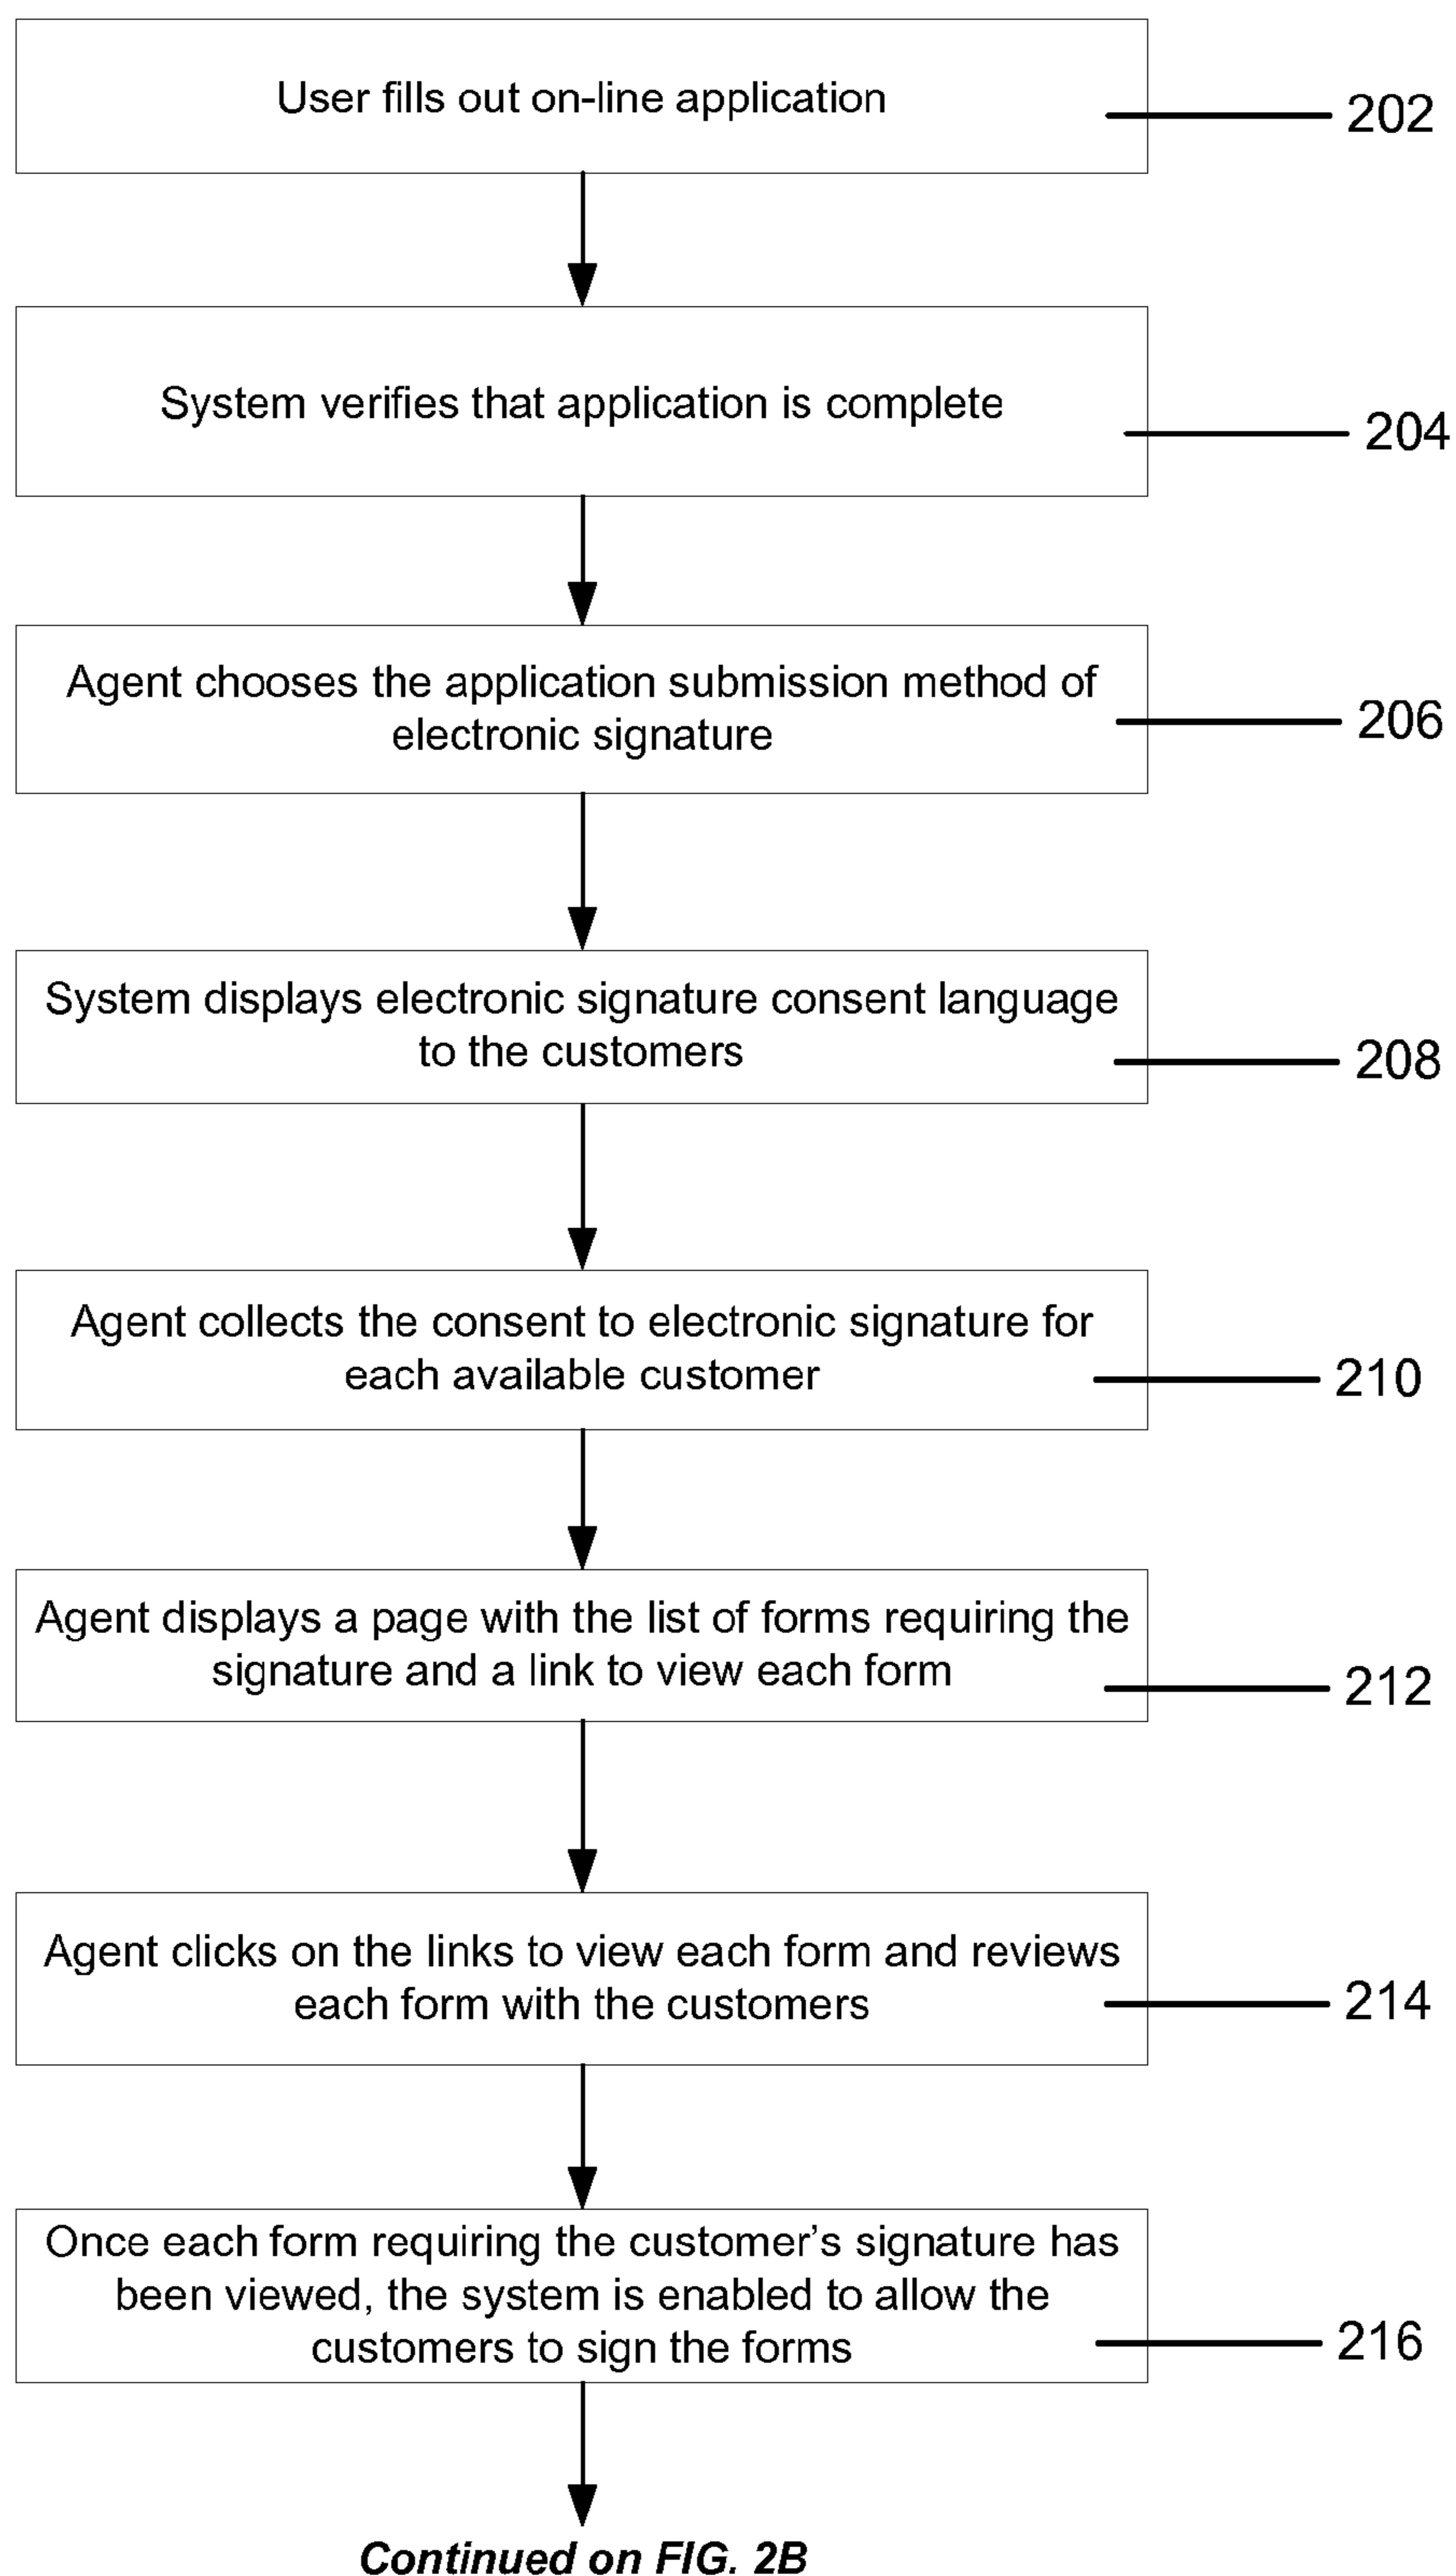 User fills out on-line application
202
System verifies that application is complete
204
Agent chooses the application submission method of
electronic signature
206
System displays electronic signature consent language
to the customers
208
Agent collects the consent to electronic signature for
each available customer
210
Agent displays a page with the list of forms requiring the
signature and a link to view each form
212
Agent clicks on the links to view each form and reviews
each form with the customers
214
Once each form requiring the customer’s signature has
been viewed, the system is enabled to allow the
customers to sign the forms
216
Continued on FIG. 2B